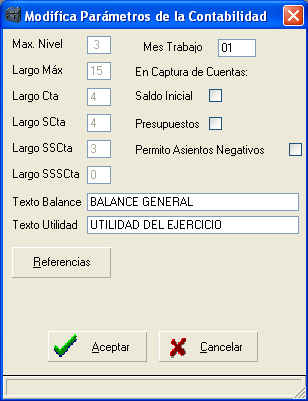 Modifica Parámetros de la Contabilidad
Max. Nivel 3 Mes Trabajo 01
Largo Máx 15 En Captura de Cuentas:
Largo Cta 4 Saldo Inicial
Largo SCta 4 Presupuestos
Largo SSCta 3 Permito Asientos Negativos
Largo SSSCta 0
Texto Balance BALANCE GENERAL
Texto Utilidad UTILIDAD DEL EJERCICIO
Referencias
Aceptar Cancelar